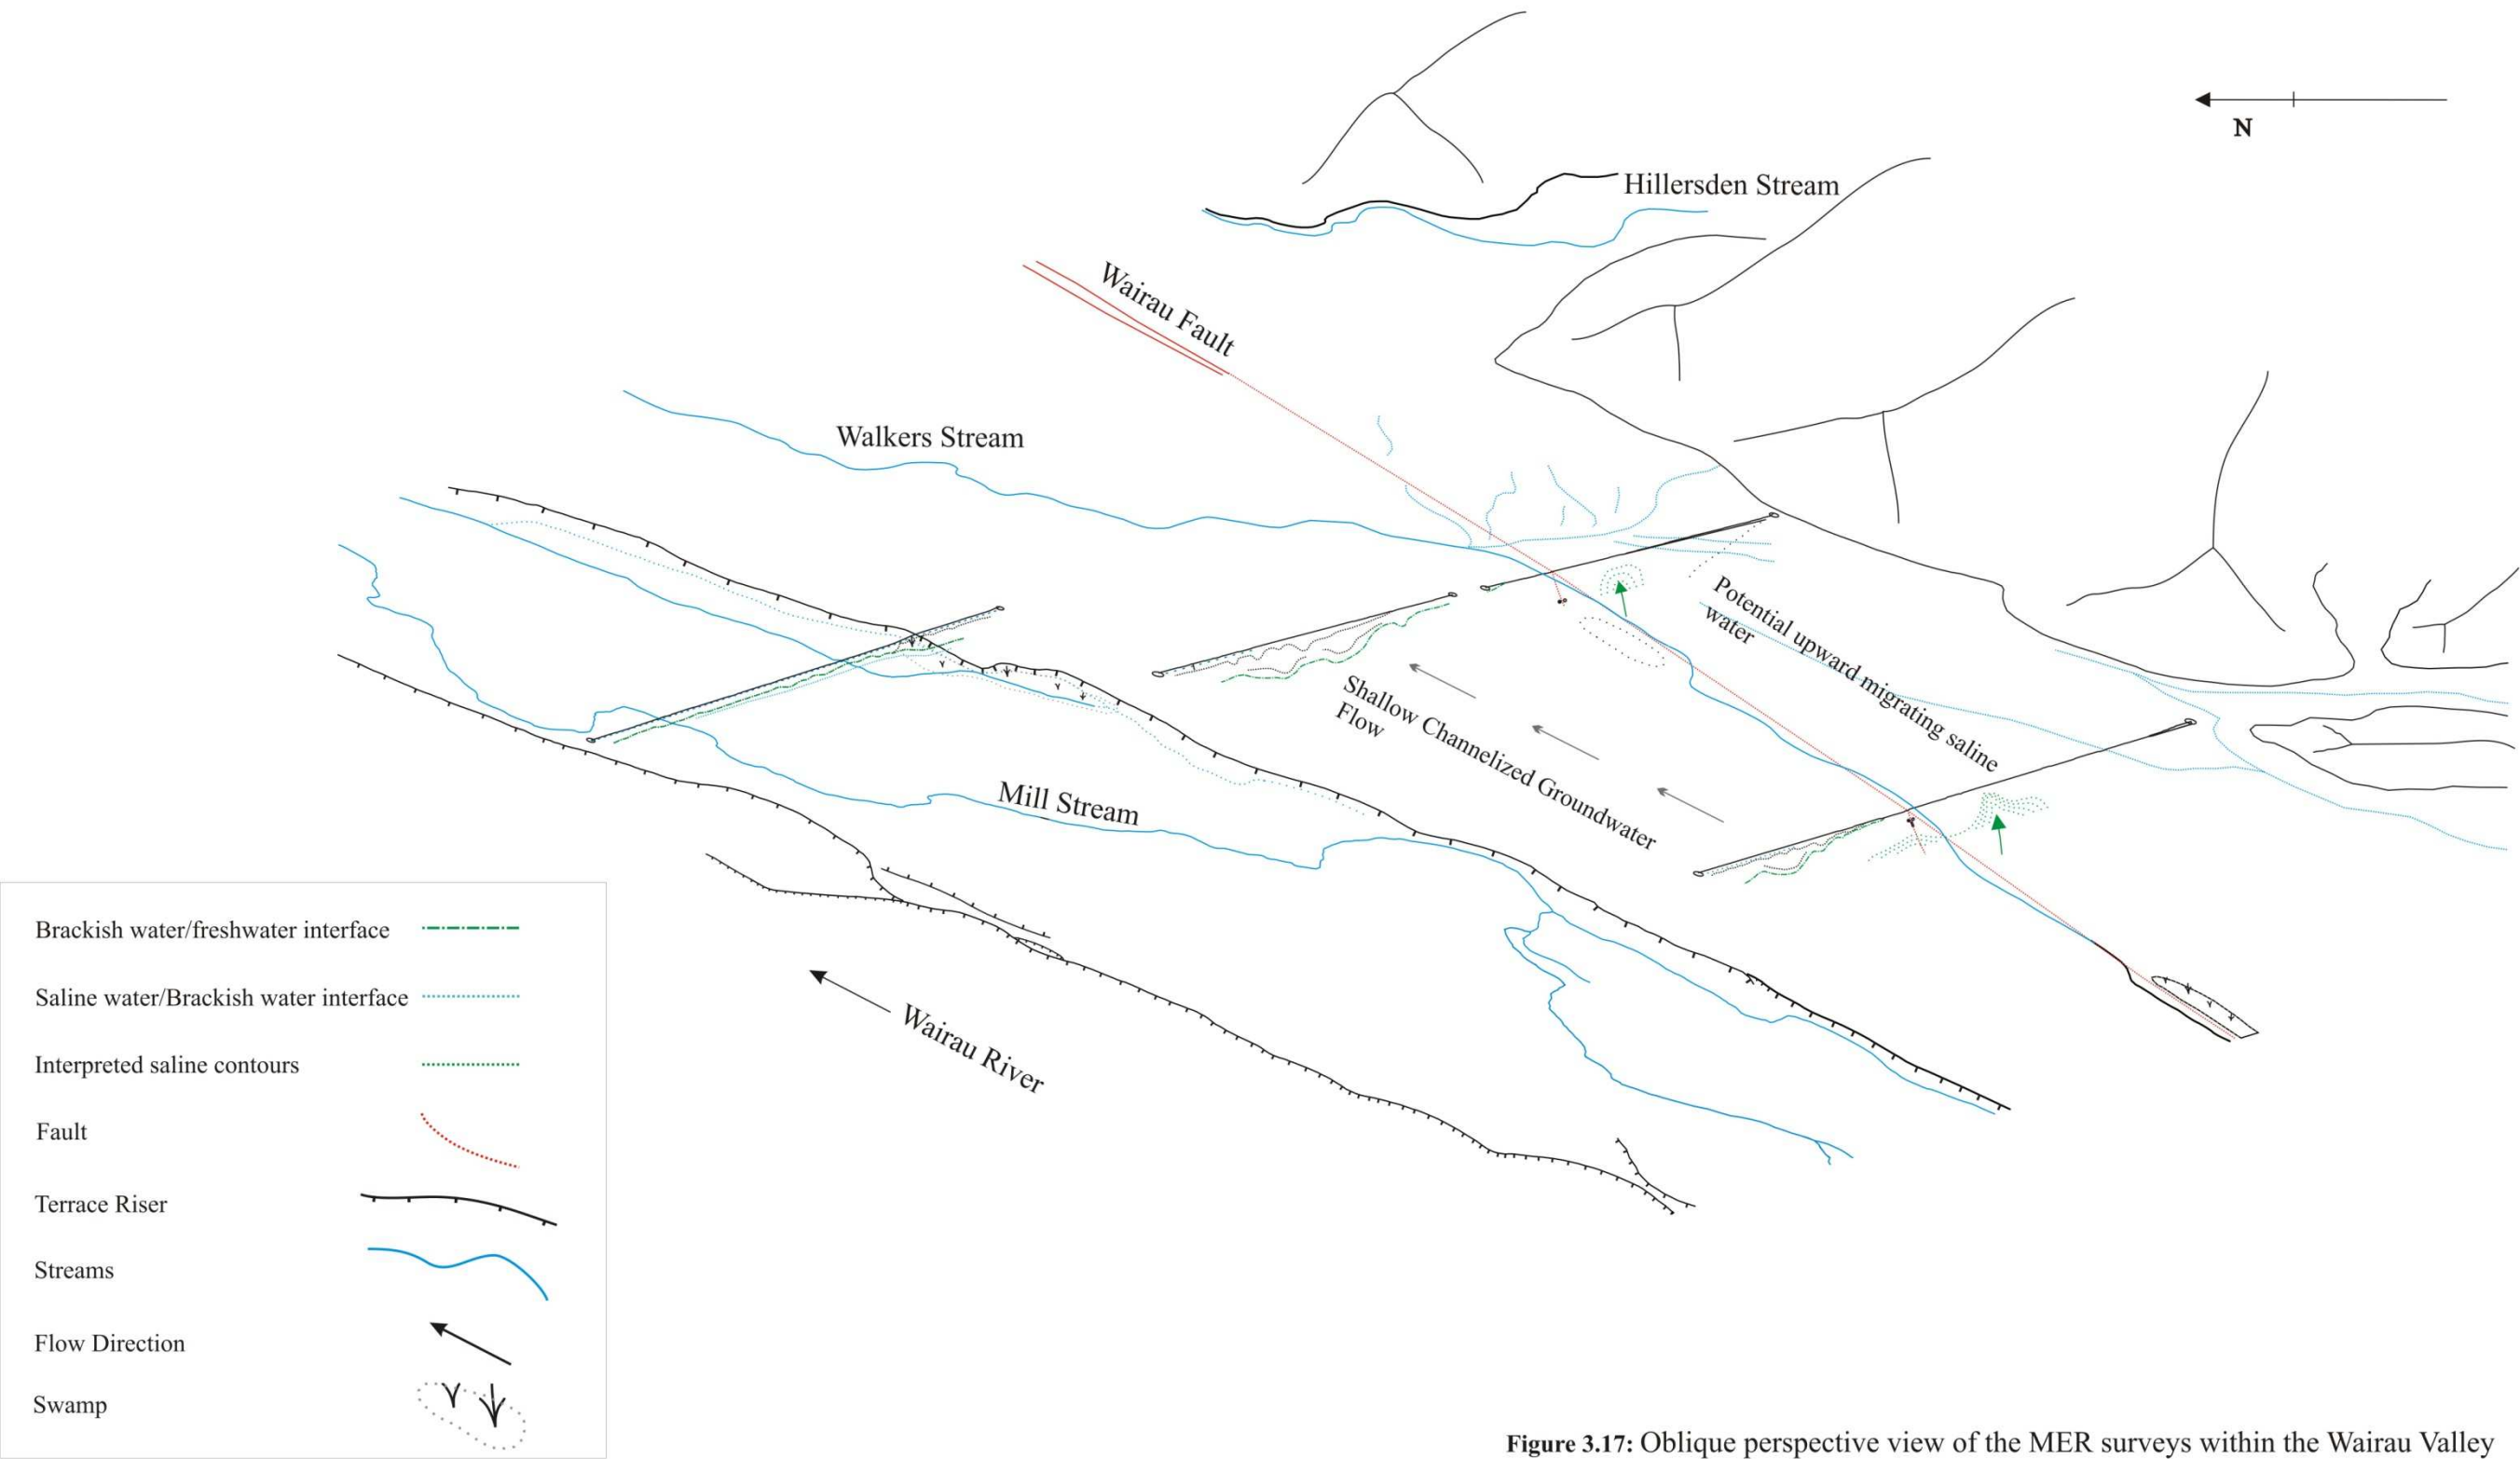 N
Hillersden Stream
Wairau Fault
Walkers Stream
Potential upward migrating saline
water
Shallow Channelized Groundwater
Flow
Mill Stream
Wairau River
Brackish water/freshwater interface
Saline water/Brackish water interface
Interpreted saline contours
Fault
Terrace Riser
Streams
Flow Direction
Swamp
Figure 3.17: Oblique perspective view of the MER surveys within the Wairau Valley